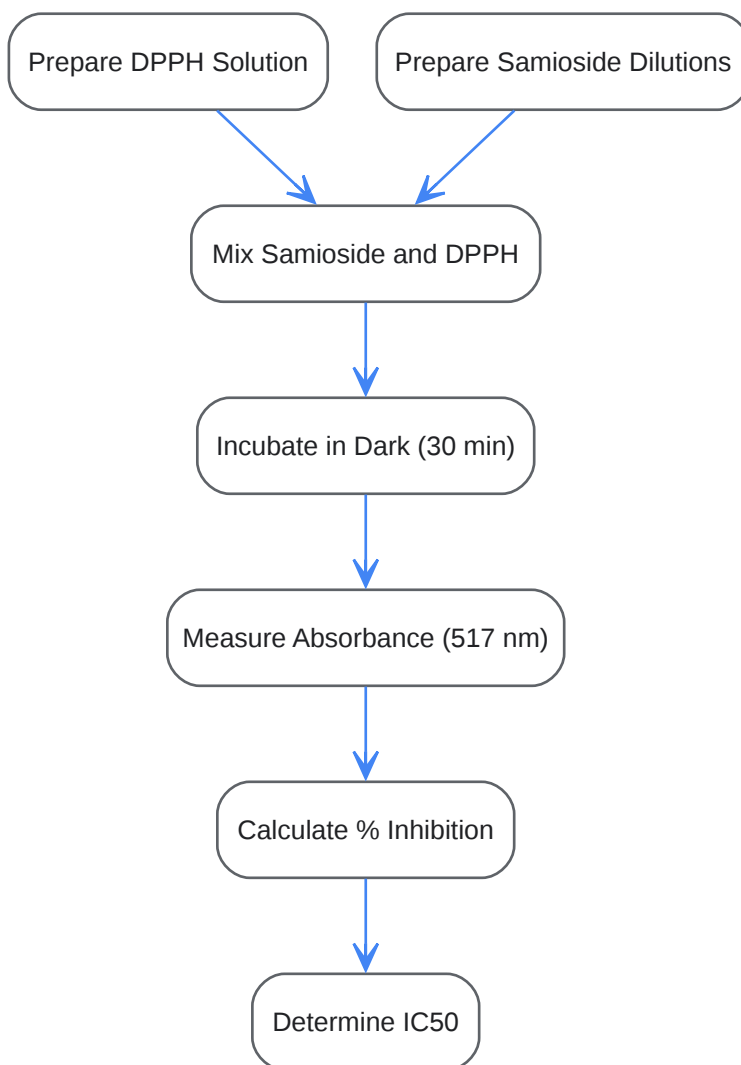 Prepare DPPH Solution
Prepare Samioside Dilutions
Mix Samioside and DPPH
Incubate in Dark (30 min)
Measure Absorbance (517 nm)
Calculate % Inhibition
Determine IC50